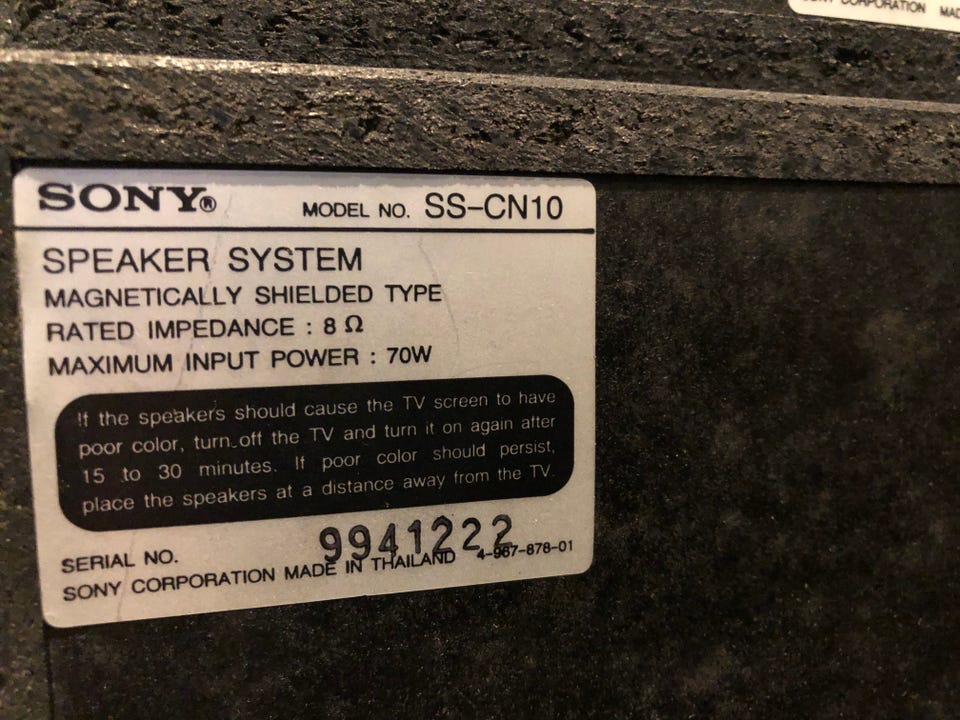 SONY CORPORATION MAD
SONY® MODEL NO. SS-CN10
SPEAKER SYSTEM
MAGNETICALLY SHIELDED TYPE
RATED IMPEDANCE : 8 Ω
MAXIMUM INPUT POWER : 70W
If the speakers should cause the TV screen to have
poor color, turn off the TV and turn it on again after
15 to 30 minutes. If poor color should persist,
place the speakers at a distance away from the TV.
SERIAL NO. 9941222
SONY CORPORATION MADE IN THAILAND 4-967-878-01